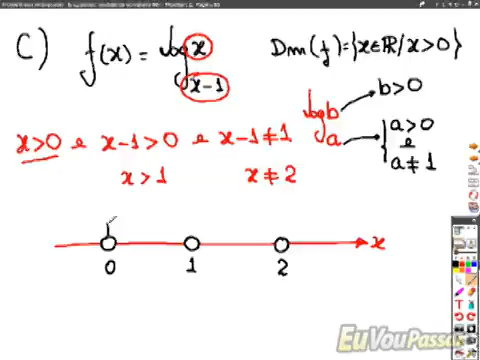 C) f(x) = log x
x-1
Dm(f) = {x∈ℝ/x>0}
log b
a
b>0
a>0
e
a≠1
x>0 e x-1>0 e x-1≠1
x>1 x≠2
x
0 1 2
EuVouPassar